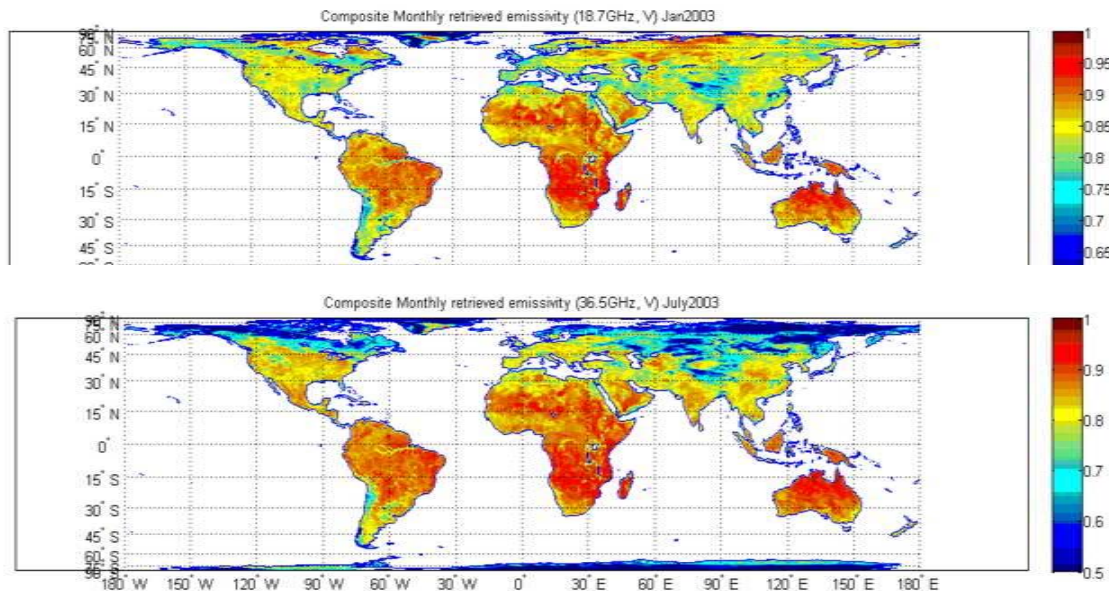 Composite Monthly retrieved emissivity (18.7GHz, V) Jan2003
75° N
60° N
45° N
30° N
15° N
0°
15° S
30° S
45° S
1
0.95
0.9
0.85
0.8
0.75
0.7
0.65
Composite Monthly retrieved emissivity (36.5GHz, V) July2003
75° N
60° N
45° N
30° N
15° N
0°
15° S
30° S
45° S
60° S
180° W 150° W 120° W 90° W 60° W 30° W 0° 30° E 60° E 90° E 120° E 150° E 180° E
1
0.9
0.8
0.7
0.6
0.5